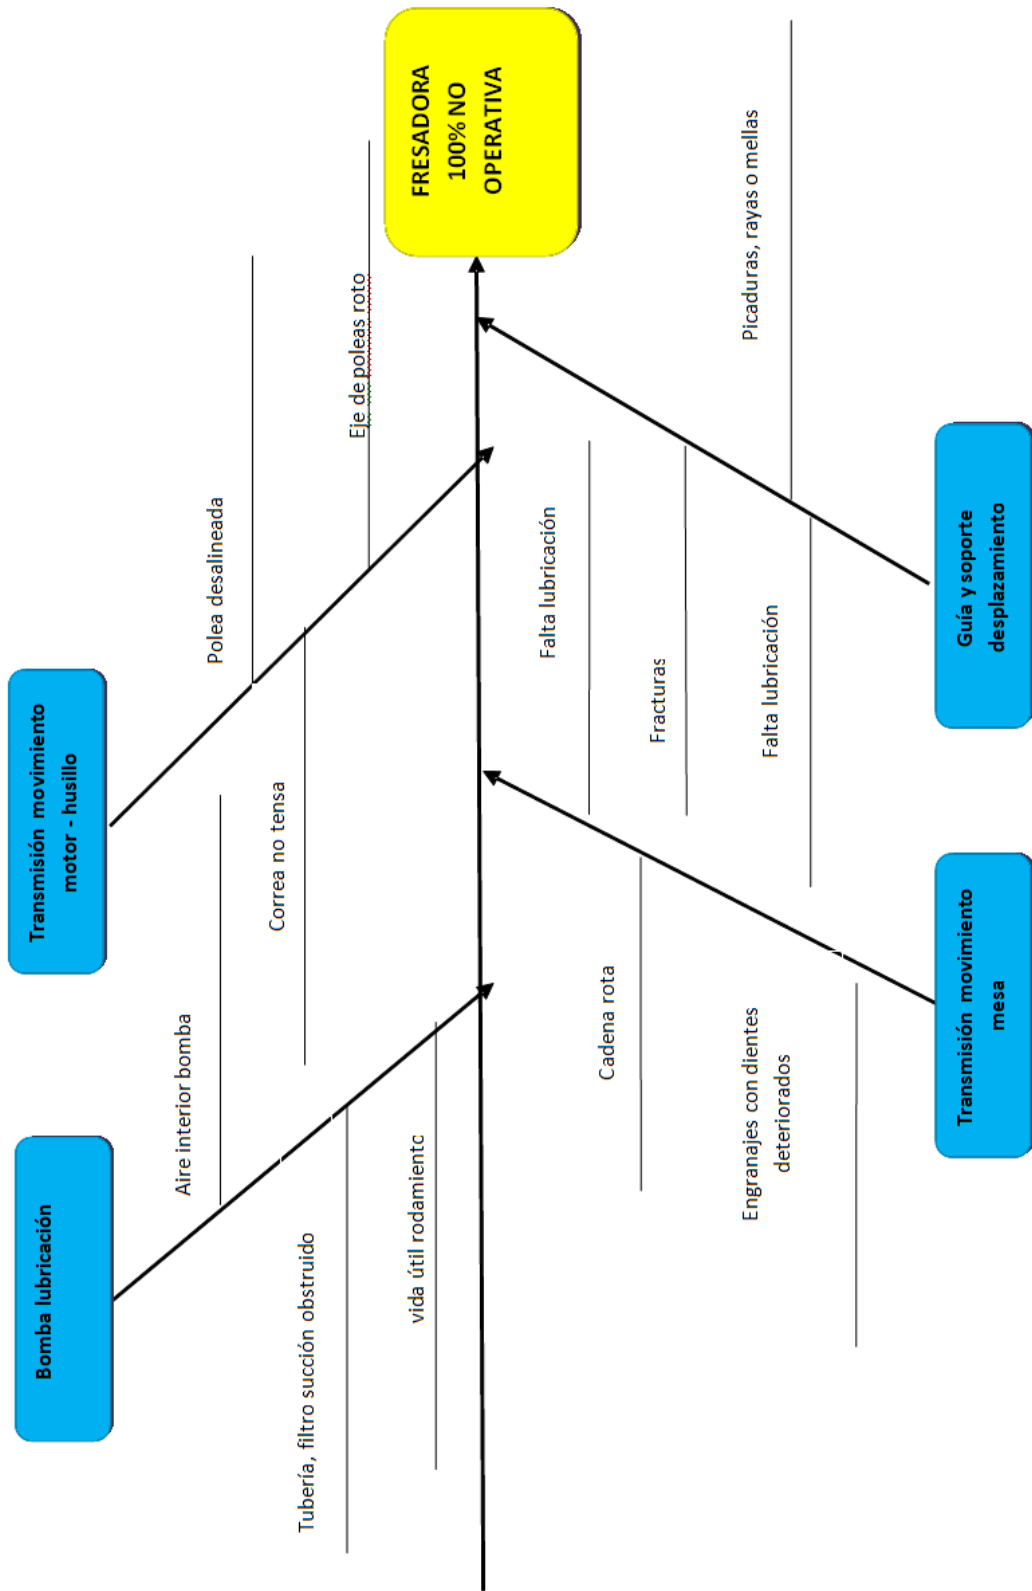 Bomba lubricación
Transmisión movimiento
motor - husillo
Aire interior bomba
Polea desalineada
Correa no tensa
Tubería, filtro succión obstruido
Eje de poleas roto
vida útil rodamiento
FRESADORA
100% NO
OPERATIVA
Falta lubricación
Cadena rota
Fracturas
Engranajes con dientes
deteriorados
Falta lubricación
Picaduras, rayas o mellas
Transmisión movimiento
mesa
Guía y soporte
desplazamiento